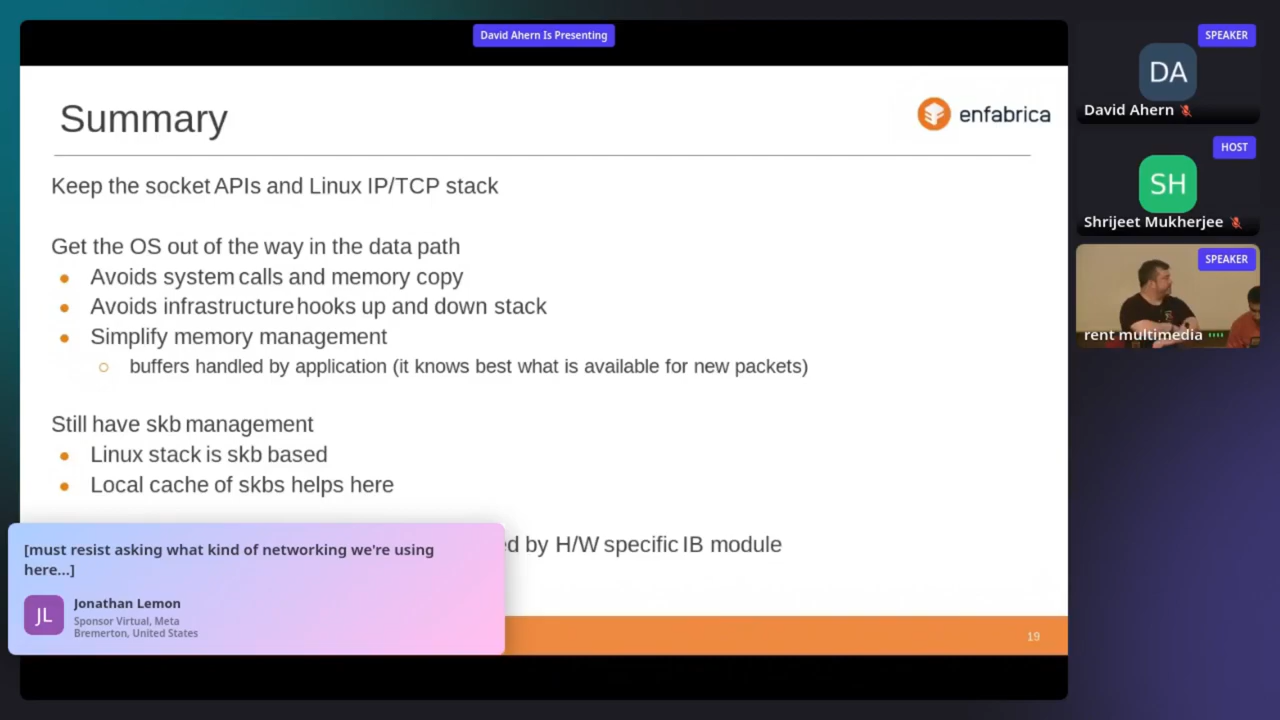 David Ahern Is Presenting
Summary
enfabrica
Keep the socket APIs and Linux IP/TCP stack
Get the OS out of the way in the data path
Avoids system calls and memory copy
Avoids infrastructure hooks up and down stack
Simplify memory management
buffers handled by application (it knows best what is available for new packets)
Still have skb management
Linux stack is skb based
Local cache of skbs helps here
by H/W specific IB module
19
[must resist asking what kind of networking we're using
here...]
JL
Jonathan Lemon
Sponsor Virtual, Meta
Bremerton, United States
SPEAKER
DA
David Ahern
HOST
SH
Shrijeet Mukherjee
SPEAKER
rent multimedia